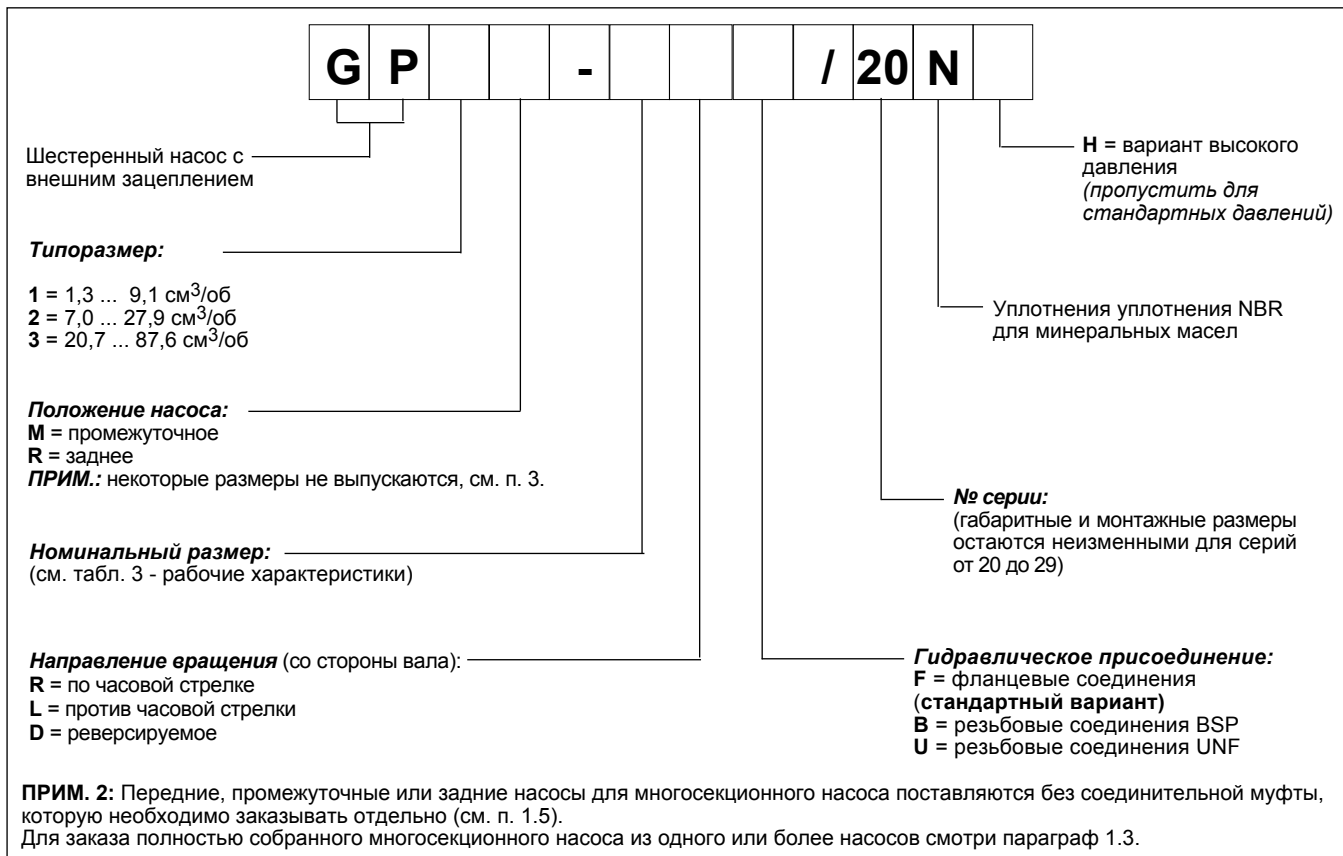 G P - / 20 N
Шестеренный насос с
внешним зацеплением
H = вариант высокого
давления
(пропустить для
стандартных давлений)
Типоразмер:
1 = 1,3 ... 9,1 см3/об
2 = 7,0 ... 27,9 см3/об
3 = 20,7 ... 87,6 см3/об
Уплотнения уплотнения NBR
для минеральных масел
Положение насоса:
M = промежуточное
R = заднее
ПРИМ.: некоторые размеры не выпускаются, см. п. 3.
№ серии:
(габаритные и монтажные размеры
остаются неизменными для серий
от 20 до 29)
Номинальный размер:
(см. табл. 3 - рабочие характеристики)
Направление вращения (со стороны вала):
R = по часовой стрелке
L = против часовой стрелки
D = реверсируемое
Гидравлическое присоединение:
F = фланцевые соединения
(стандартный вариант)
B = резьбовые соединения BSP
U = резьбовые соединения UNF
ПРИМ. 2: Передние, промежуточные или задние насосы для многосекционного насоса поставляются без соединительной муфты,
которую необходимо заказывать отдельно (см. п. 1.5).
Для заказа полностью собранного многосекционного насоса из одного или более насосов смотри параграф 1.3.